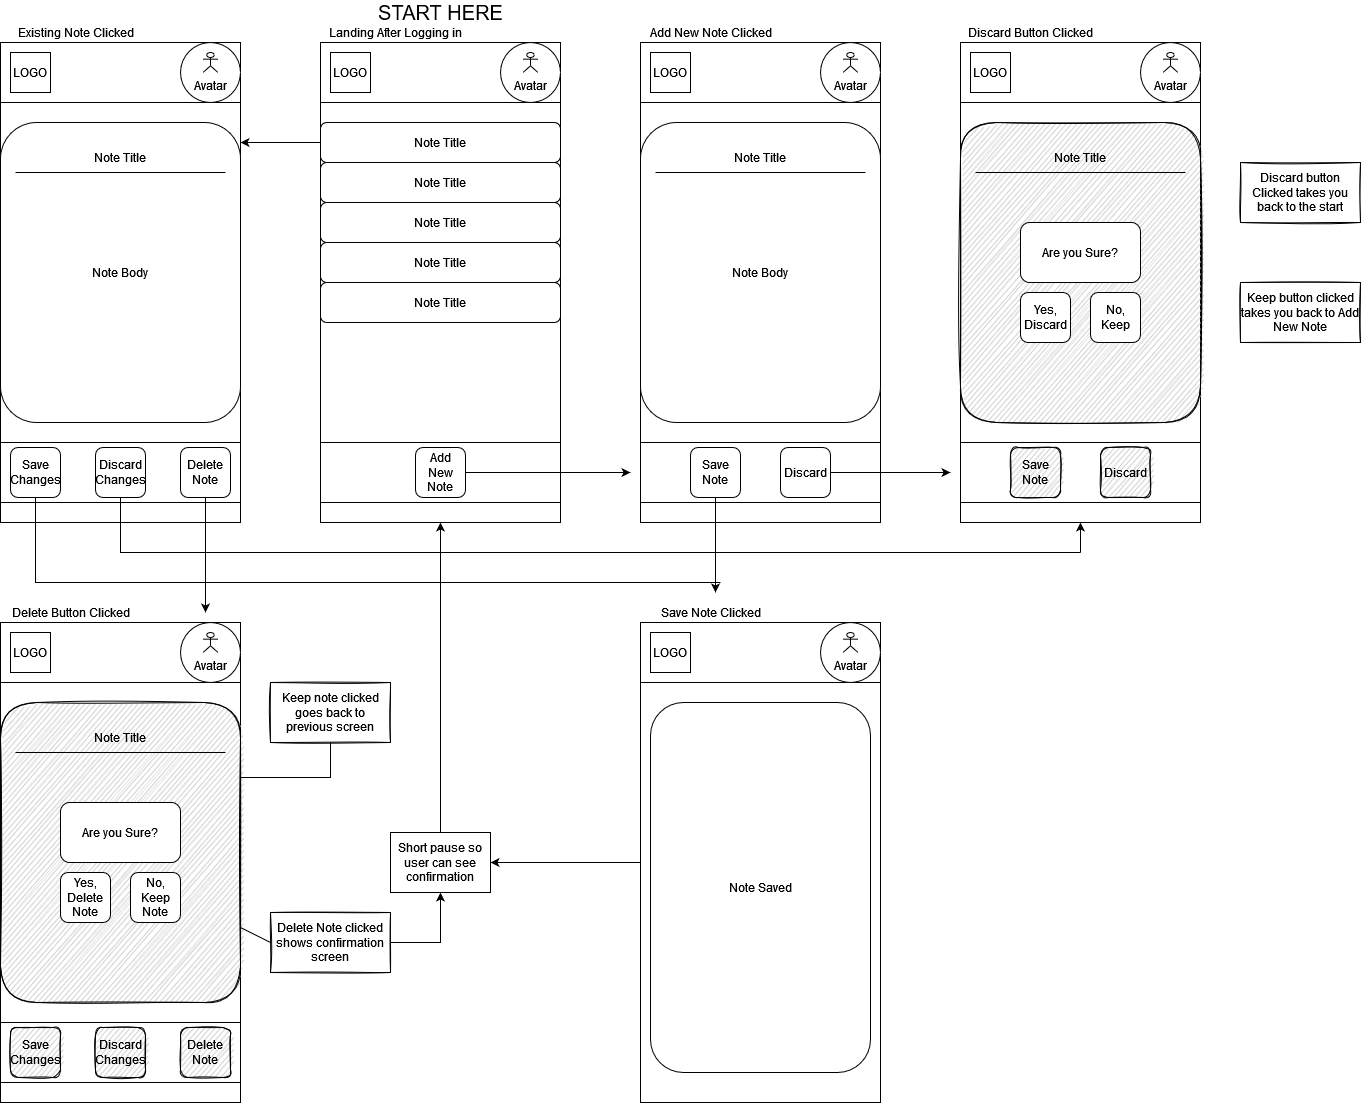 START HERE
Existing Note Clicked
LOGO
Avatar
Note Title
Note Body
Save
Changes
Discard
Changes
Delete
Note
Landing After Logging in
LOGO
Avatar
Note Title
Note Title
Note Title
Note Title
Note Title
Add
New
Note
Add New Note Clicked
LOGO
Avatar
Note Title
Note Body
Save
Note
Discard
Discard Button Clicked
LOGO
Avatar
Note Title
Are you Sure?
Yes,
Discard
No,
Keep
Save
Note
Discard
Discard button
Clicked takes you
back to the start
Keep button clicked
takes you back to Add
New Note
Delete Button Clicked
LOGO
Avatar
Note Title
Are you Sure?
Yes,
Delete
Note
No,
Keep
Note
Save
Changes
Discard
Changes
Delete
Note
Keep note clicked
goes back to
previous screen
Delete Note clicked
shows confirmation
screen
Short pause so
user can see
confirmation
Save Note Clicked
LOGO
Avatar
Note Saved